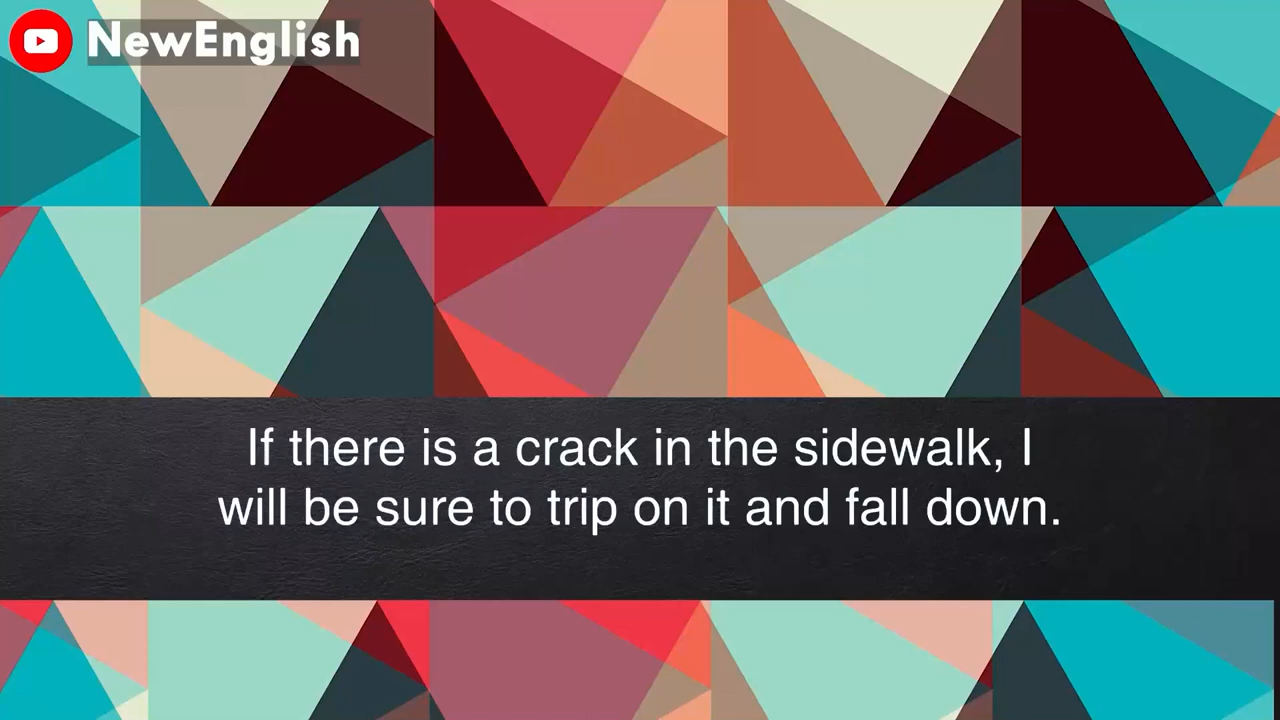 NewEnglish
If there is a crack in the sidewalk, I
will be sure to trip on it and fall down.